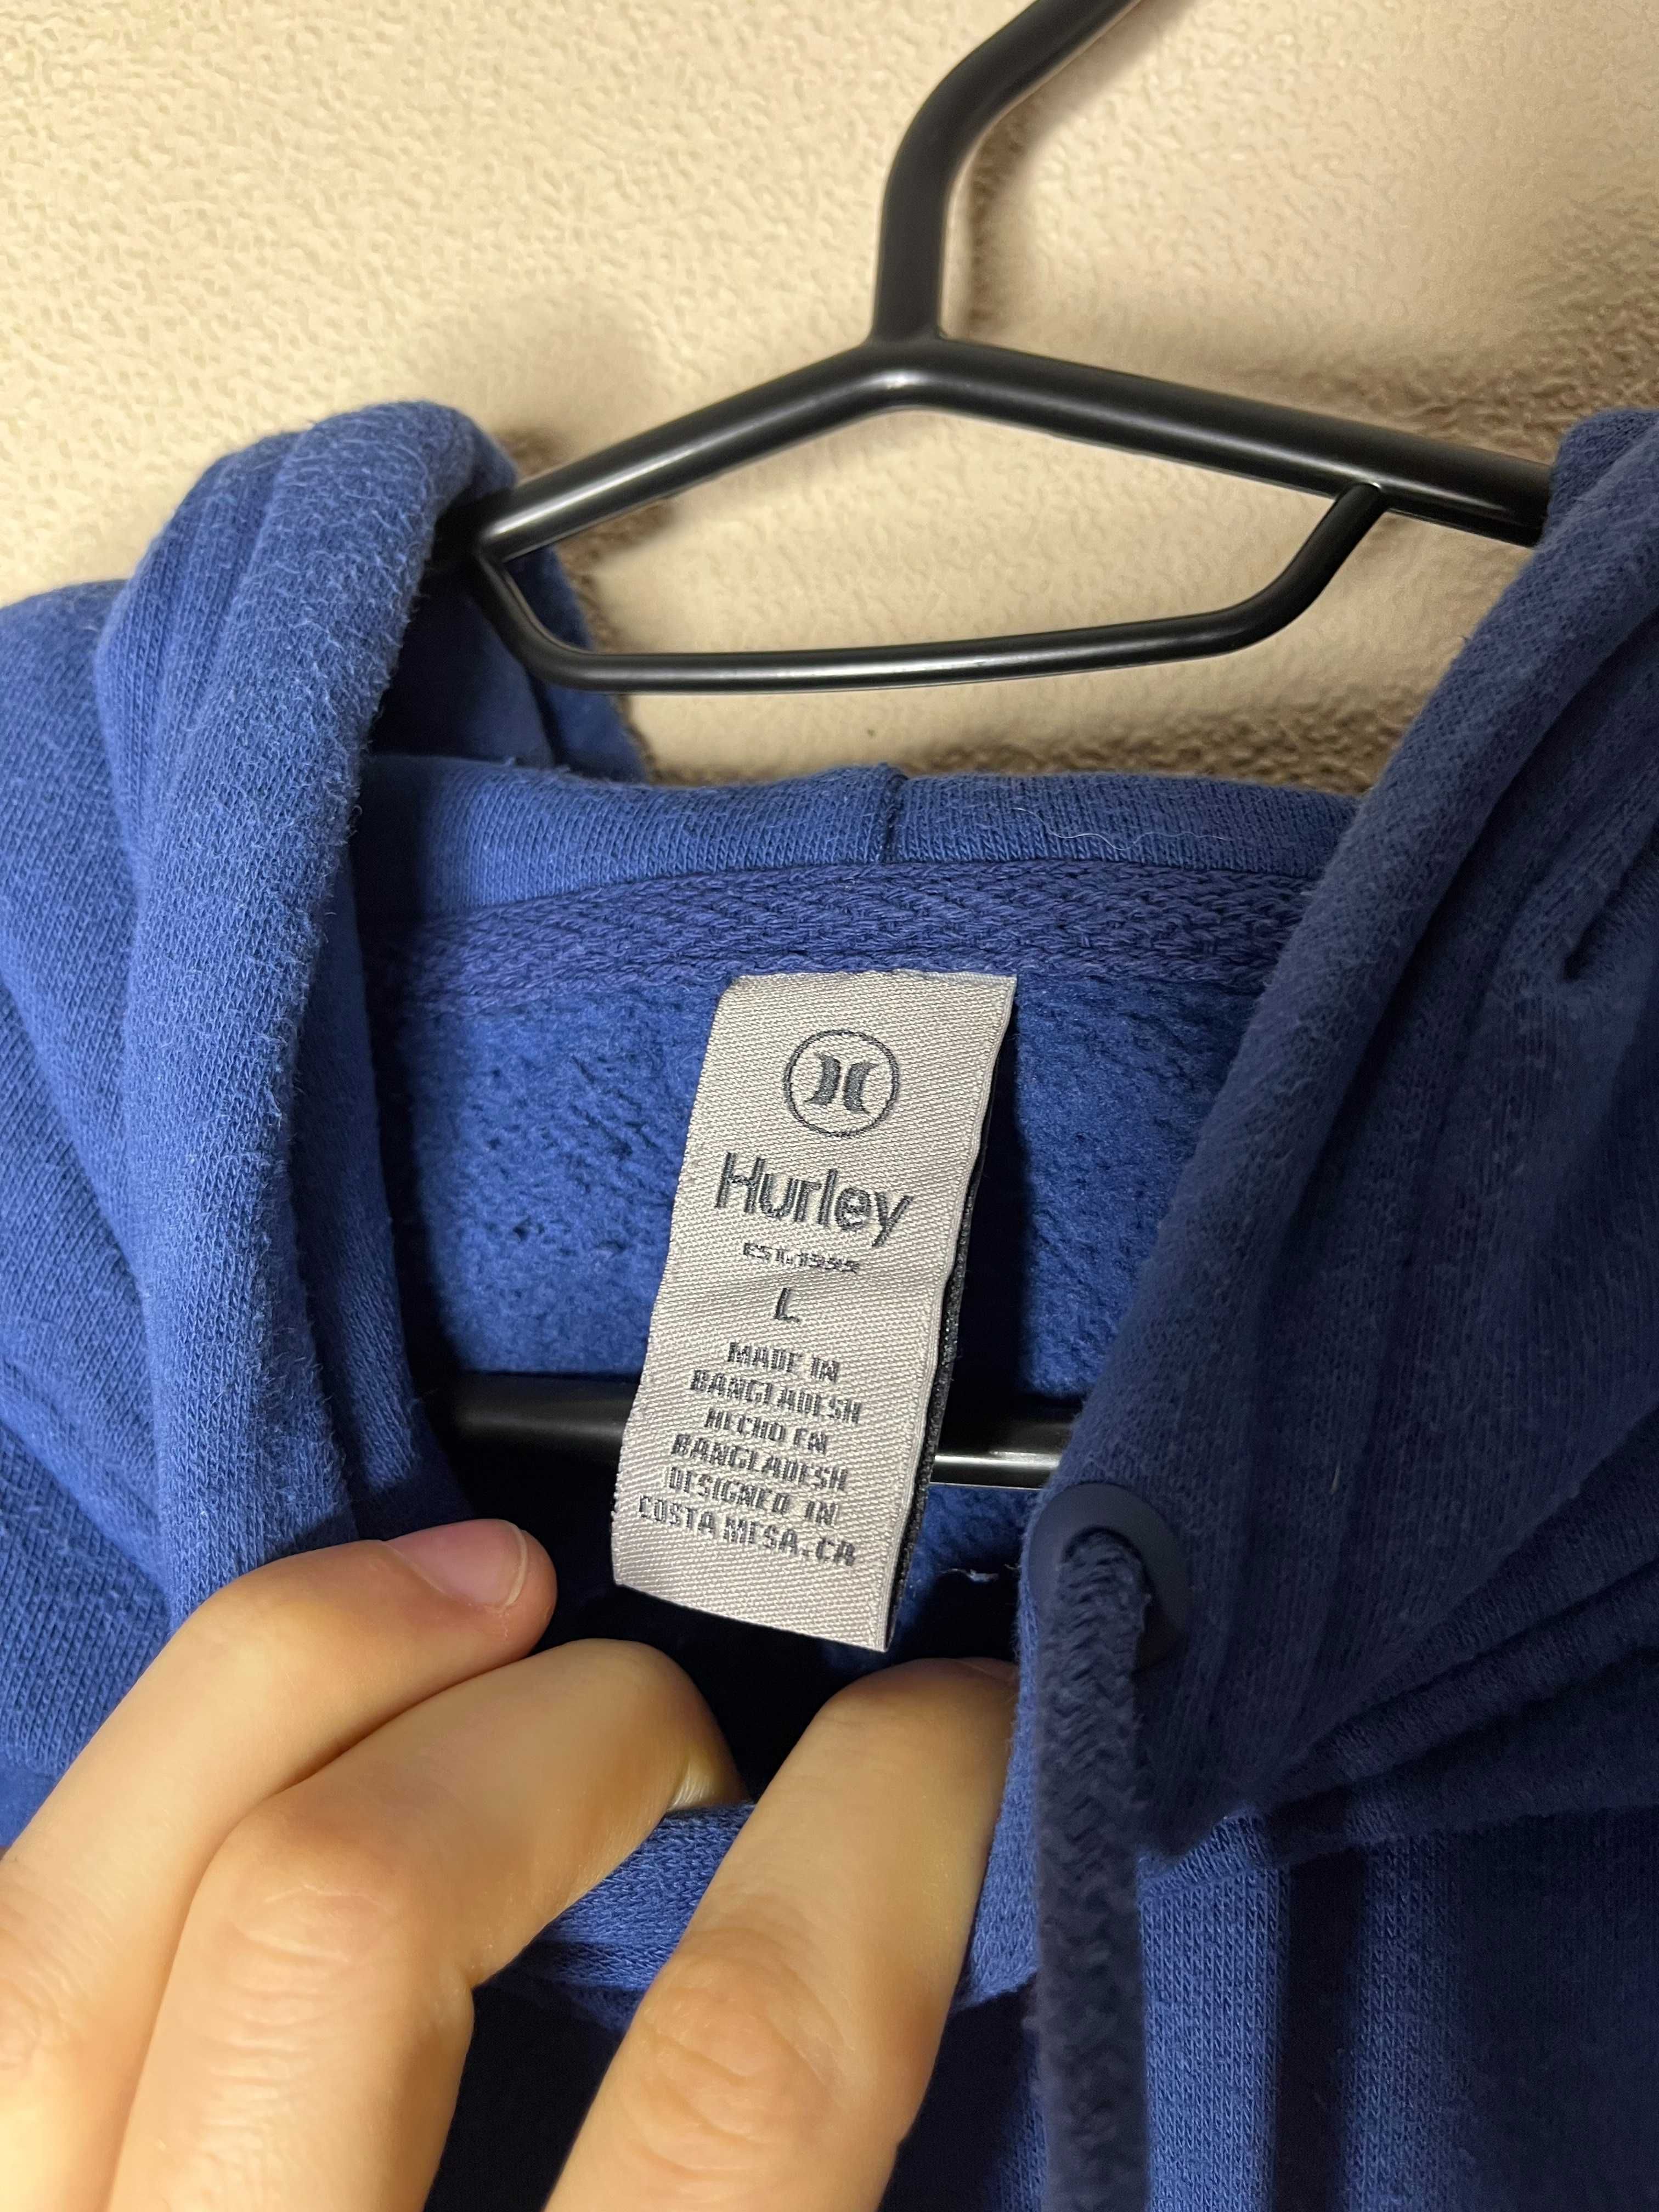 Hurley
EST.1999
L
MADE IN
BANGLADESH
HECHO EN
BANGLADESH
DESIGNED IN
COSTA MESA.CA